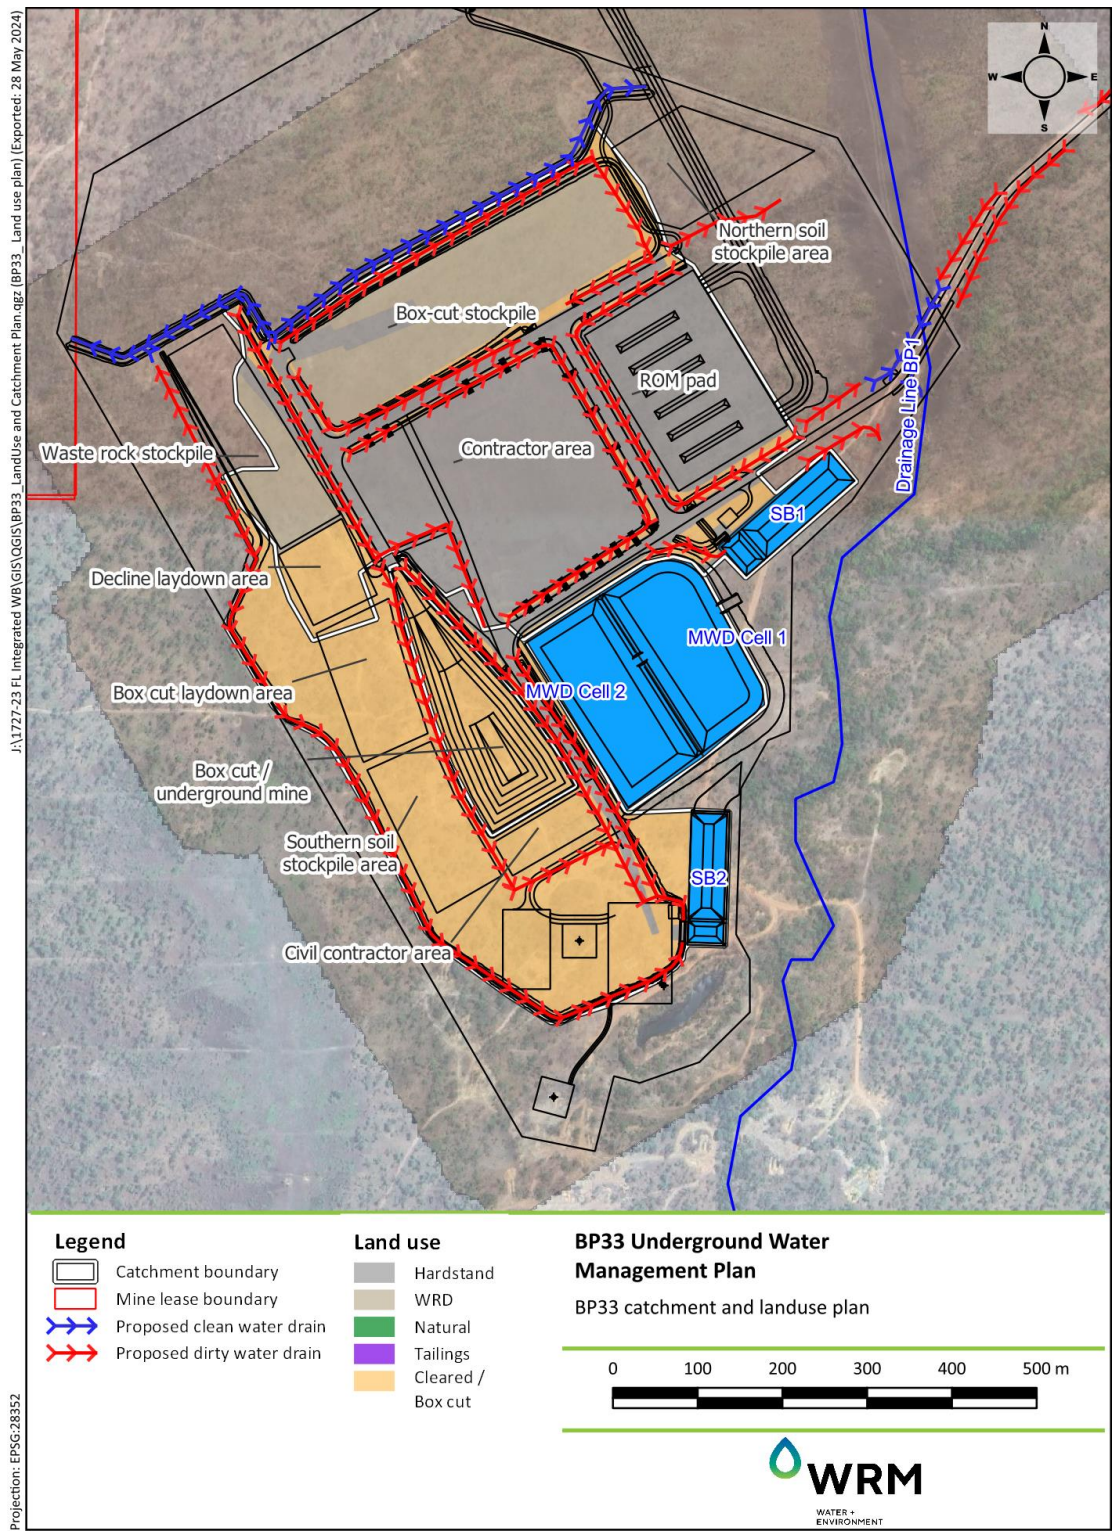 J:\1727-23 FL Integrated WB\GIS\QGIS\BP33_LandUse and Catchment Plan.qgz (BP33_ Land use plan) (Exported: 28 May 2024)
N
W
E
S
Northern soil
stockpile area
Box-cut stockpile
ROM pad
Drainage Line BP1
Contractor area
Waste rock stockpile
SB1
Decline laydown area
MWD Cell 1
MWD Cell 2
Box cut laydown area
Box cut /
underground mine
Southern soil
stockpile area
SB2
Civil contractor area
Projection: EPSG:28352
Legend
Catchment boundary
Mine lease boundary
Proposed clean water drain
Proposed dirty water drain
Land use
Hardstand
WRD
Natural
Tailings
Cleared /
Box cut
BP33 Underground Water
Management Plan
BP33 catchment and landuse plan
0 100 200 300 400 500 m
WRM
WATER +
ENVIRONMENT